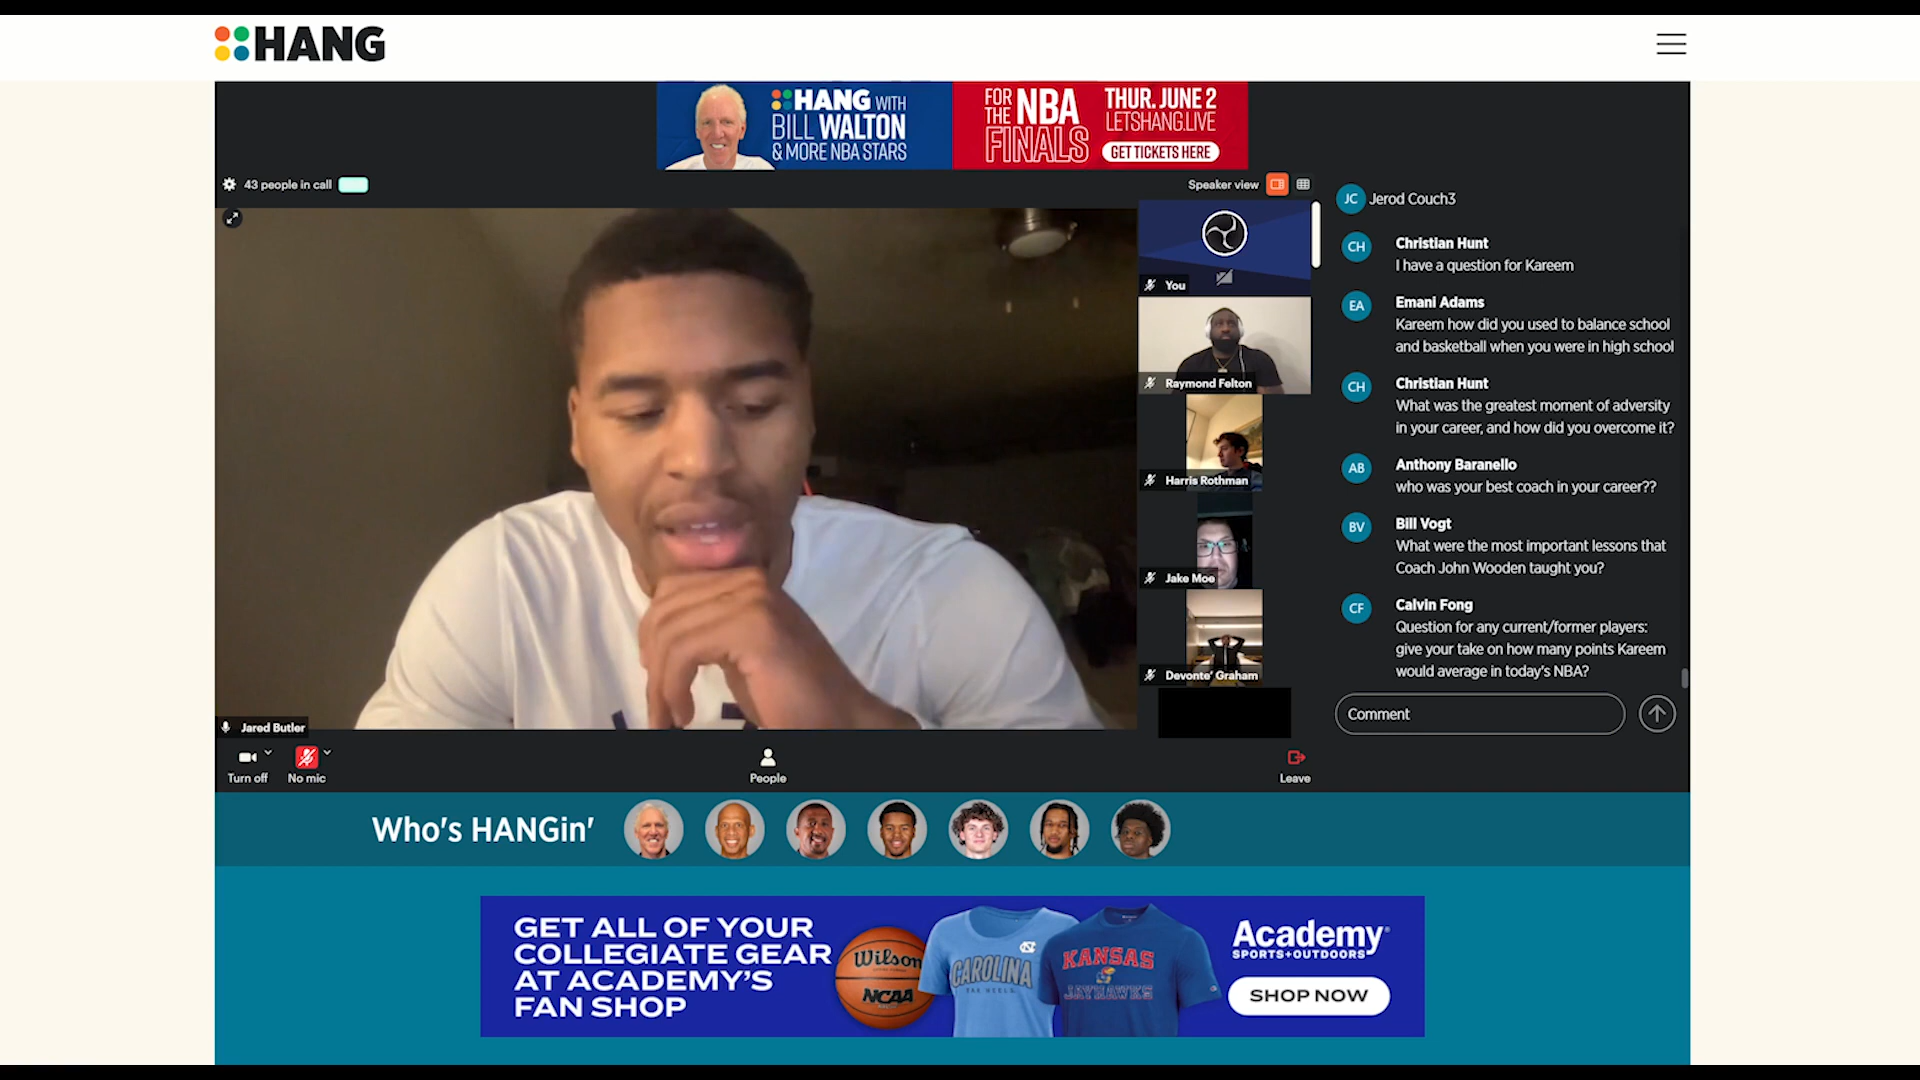 HANG
HANG WITH
BILL WALTON
& MORE NBA STARS
FOR THE NBA FINALS
THUR. JUNE 2
LETSHANG.LIVE
GET TICKETS HERE
43 people in call
Speaker view
You
Raymond Felton
Harris Rothman
Jake Moe
Devonte' Graham
Jared Butler
Turn off
No mic
People
Leave
JC Jerod Couch3
CH Christian Hunt
I have a question for Kareem
EA Emani Adams
Kareem how did you used to balance school
and basketball when you were in high school
CH Christian Hunt
What was the greatest moment of adversity
in your career, and how did you overcome it?
AB Anthony Baranello
who was your best coach in your career??
BV Bill Vogt
What were the most important lessons that
Coach John Wooden taught you?
CF Calvin Fong
Question for any current/former players:
give your take on how many points Kareem
would average in today's NBA?
Comment
Who's HANGin'
GET ALL OF YOUR
COLLEGIATE GEAR
AT ACADEMY'S
FAN SHOP
Wilson
NCAA
NC
CAROLINA
TAR HEELS
KANSAS
JAYHAWKS
Academy
SPORTS+OUTDOORS
SHOP NOW